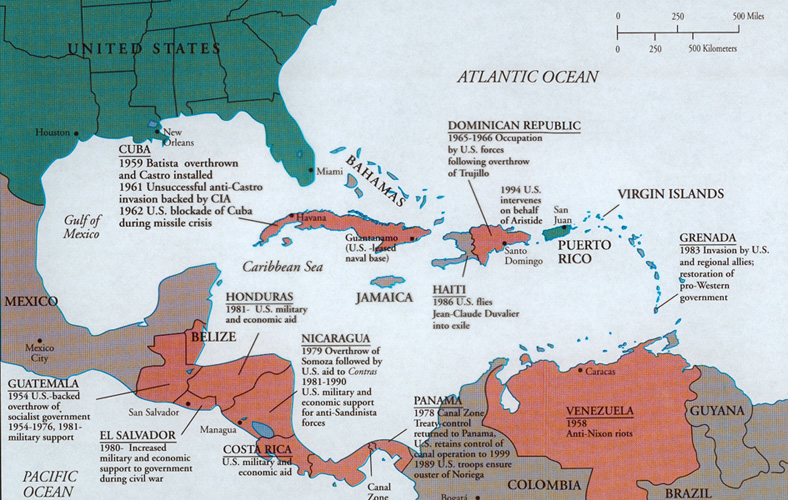 0 250 500 Miles
0 250 500 Kilometers
UNITED STATES
ATLANTIC OCEAN
Houston
New
Orleans
Miami
BAHAMAS
CUBA
1959 Batista overthrown
and Castro installed
1961 Unsuccessful anti-Castro
invasion backed by CIA
1962 U.S. blockade of Cuba
during missile crisis
DOMINICAN REPUBLIC
1965-1966 Occupation
by U.S. forces
following overthrow
of Trujillo
1994 U.S.
intervenes
on behalf
of Aristide
San
Juan
VIRGIN ISLANDS
Gulf of
Mexico
Havana
Guantanamo
(U.S. -leased
naval base)
Santo
Domingo
PUERTO
RICO
GRENADA
1983 Invasion by U.S.
and regional allies;
restoration of
pro-Western
government
Caribbean Sea
JAMAICA
HAITI
1986 U.S. flies
Jean-Claude Duvalier
into exile
MEXICO
Mexico
City
BELIZE
HONDURAS
1981- U.S. military
and economic aid
NICARAGUA
1979 Overthrow of
Somoza followed by
U.S. aid to Contras
1981-1990
U.S. military and
economic support
for anti-Sandnista
forces
GUATEMALA
1954 U.S.-backed
overthrow of
socialist government
1954-1976, 1981-
military support
San Salvador
EL SALVADOR
1980- Increased
military and economic
support to government
during civil war
Managua
COSTA RICA
U.S. military and
economic aid
PANAMA
1978 Canal Zone
Treaty-control
returned to Panama,
U.S. retains control of
canal operation to 1999
1989 U.S. troops ensure
ouster of Noriega
Canal
Zone
Caracas
VENEZUELA
1958
Anti-Nixon riots
GUYANA
COLOMBIA
Bogotá
BRAZIL
PACIFIC
OCEAN